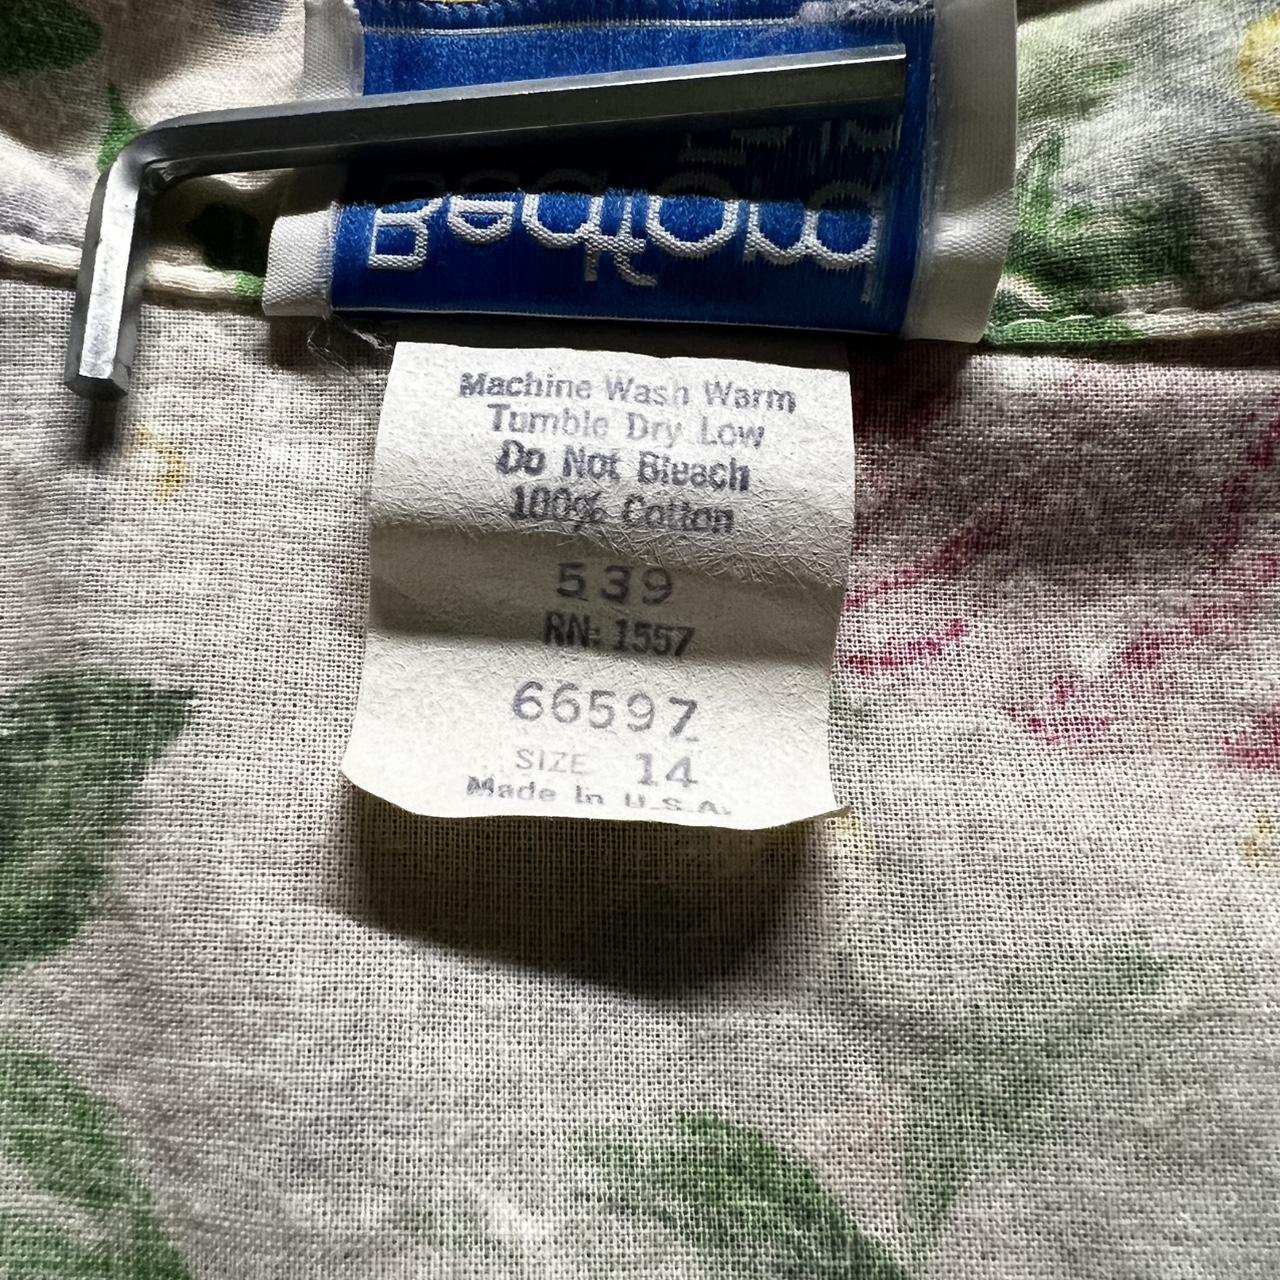 Machine Wash Warm
Tumble Dry Low
Do Not Bleach
100% Cotton
539
RN: 1557
66597
SIZE 14
Made In U.S.A.